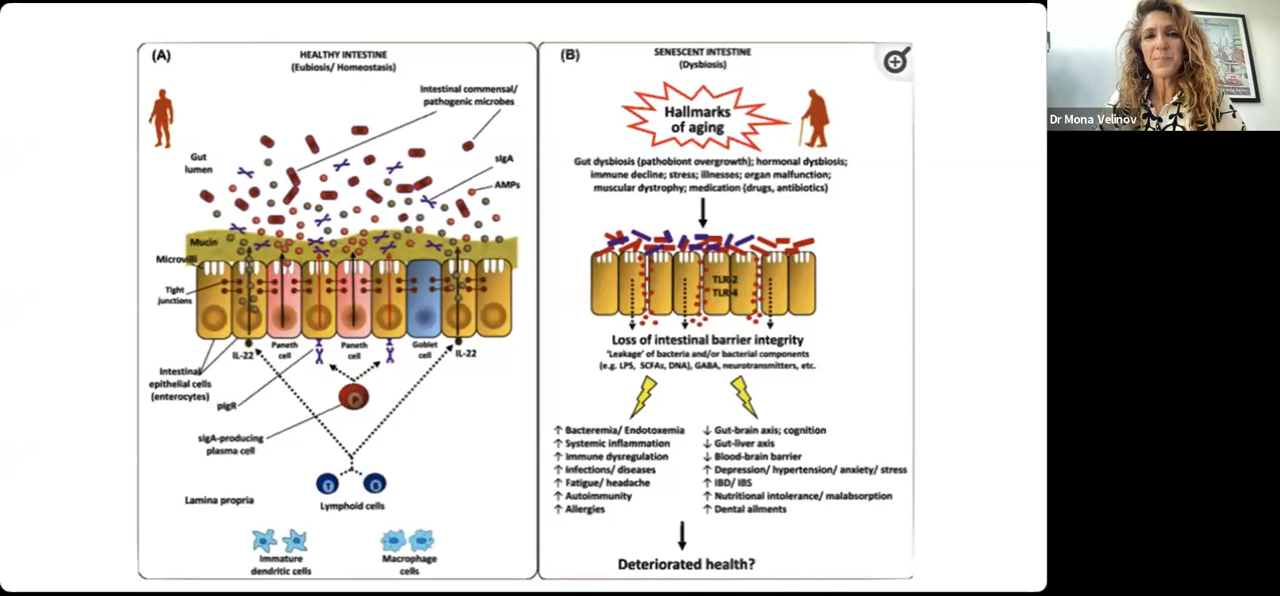 (A)
HEALTHY INTESTINE
(Eubiosis/ Homeostasis)
Intestinal commensal/
pathogenic microbes
Gut
lumen
sIgA
AMPs
Mucin
Microvilli
Tight
junctions
IL-22
Paneth
cell
Paneth
cell
Goblet
cell
IL-22
Intestinal
epithelial cells
(enterocytes)
pIgR
P
sIgA-producing
plasma cell
T
B
Lamina propria
Lymphoid cells
Immature
dendritic cells
Macrophage
cells
(B)
SENESCENT INTESTINE
(Dysbiosis)
Hallmarks
of aging
Gut dysbiosis (pathobiont overgrowth); hormonal dysbiosis;
immune decline; stress; illnesses; organ malfunction;
muscular dystrophy; medication (drugs, antibiotics)
TLR-2
TLR-4
Loss of intestinal barrier integrity
'Leakage' of bacteria and/or bacterial components
(e.g. LPS, SCFAs, DNA), GABA, neurotransmitters, etc.
↑ Bacteremia/ Endotoxemia
↑ Systemic inflammation
↑ Immune dysregulation
↑ Infections/ diseases
↑ Fatigue/ headache
↑ Autoimmunity
↑ Allergies
↓ Gut-brain axis; cognition
↓ Gut-liver axis
↓ Blood-brain barrier
↑ Depression/ hypertension/ anxiety/ stress
↑ IBD/ IBS
↑ Nutritional intolerance/ malabsorption
↑ Dental ailments
Deteriorated health?
Dr Mona Velinov